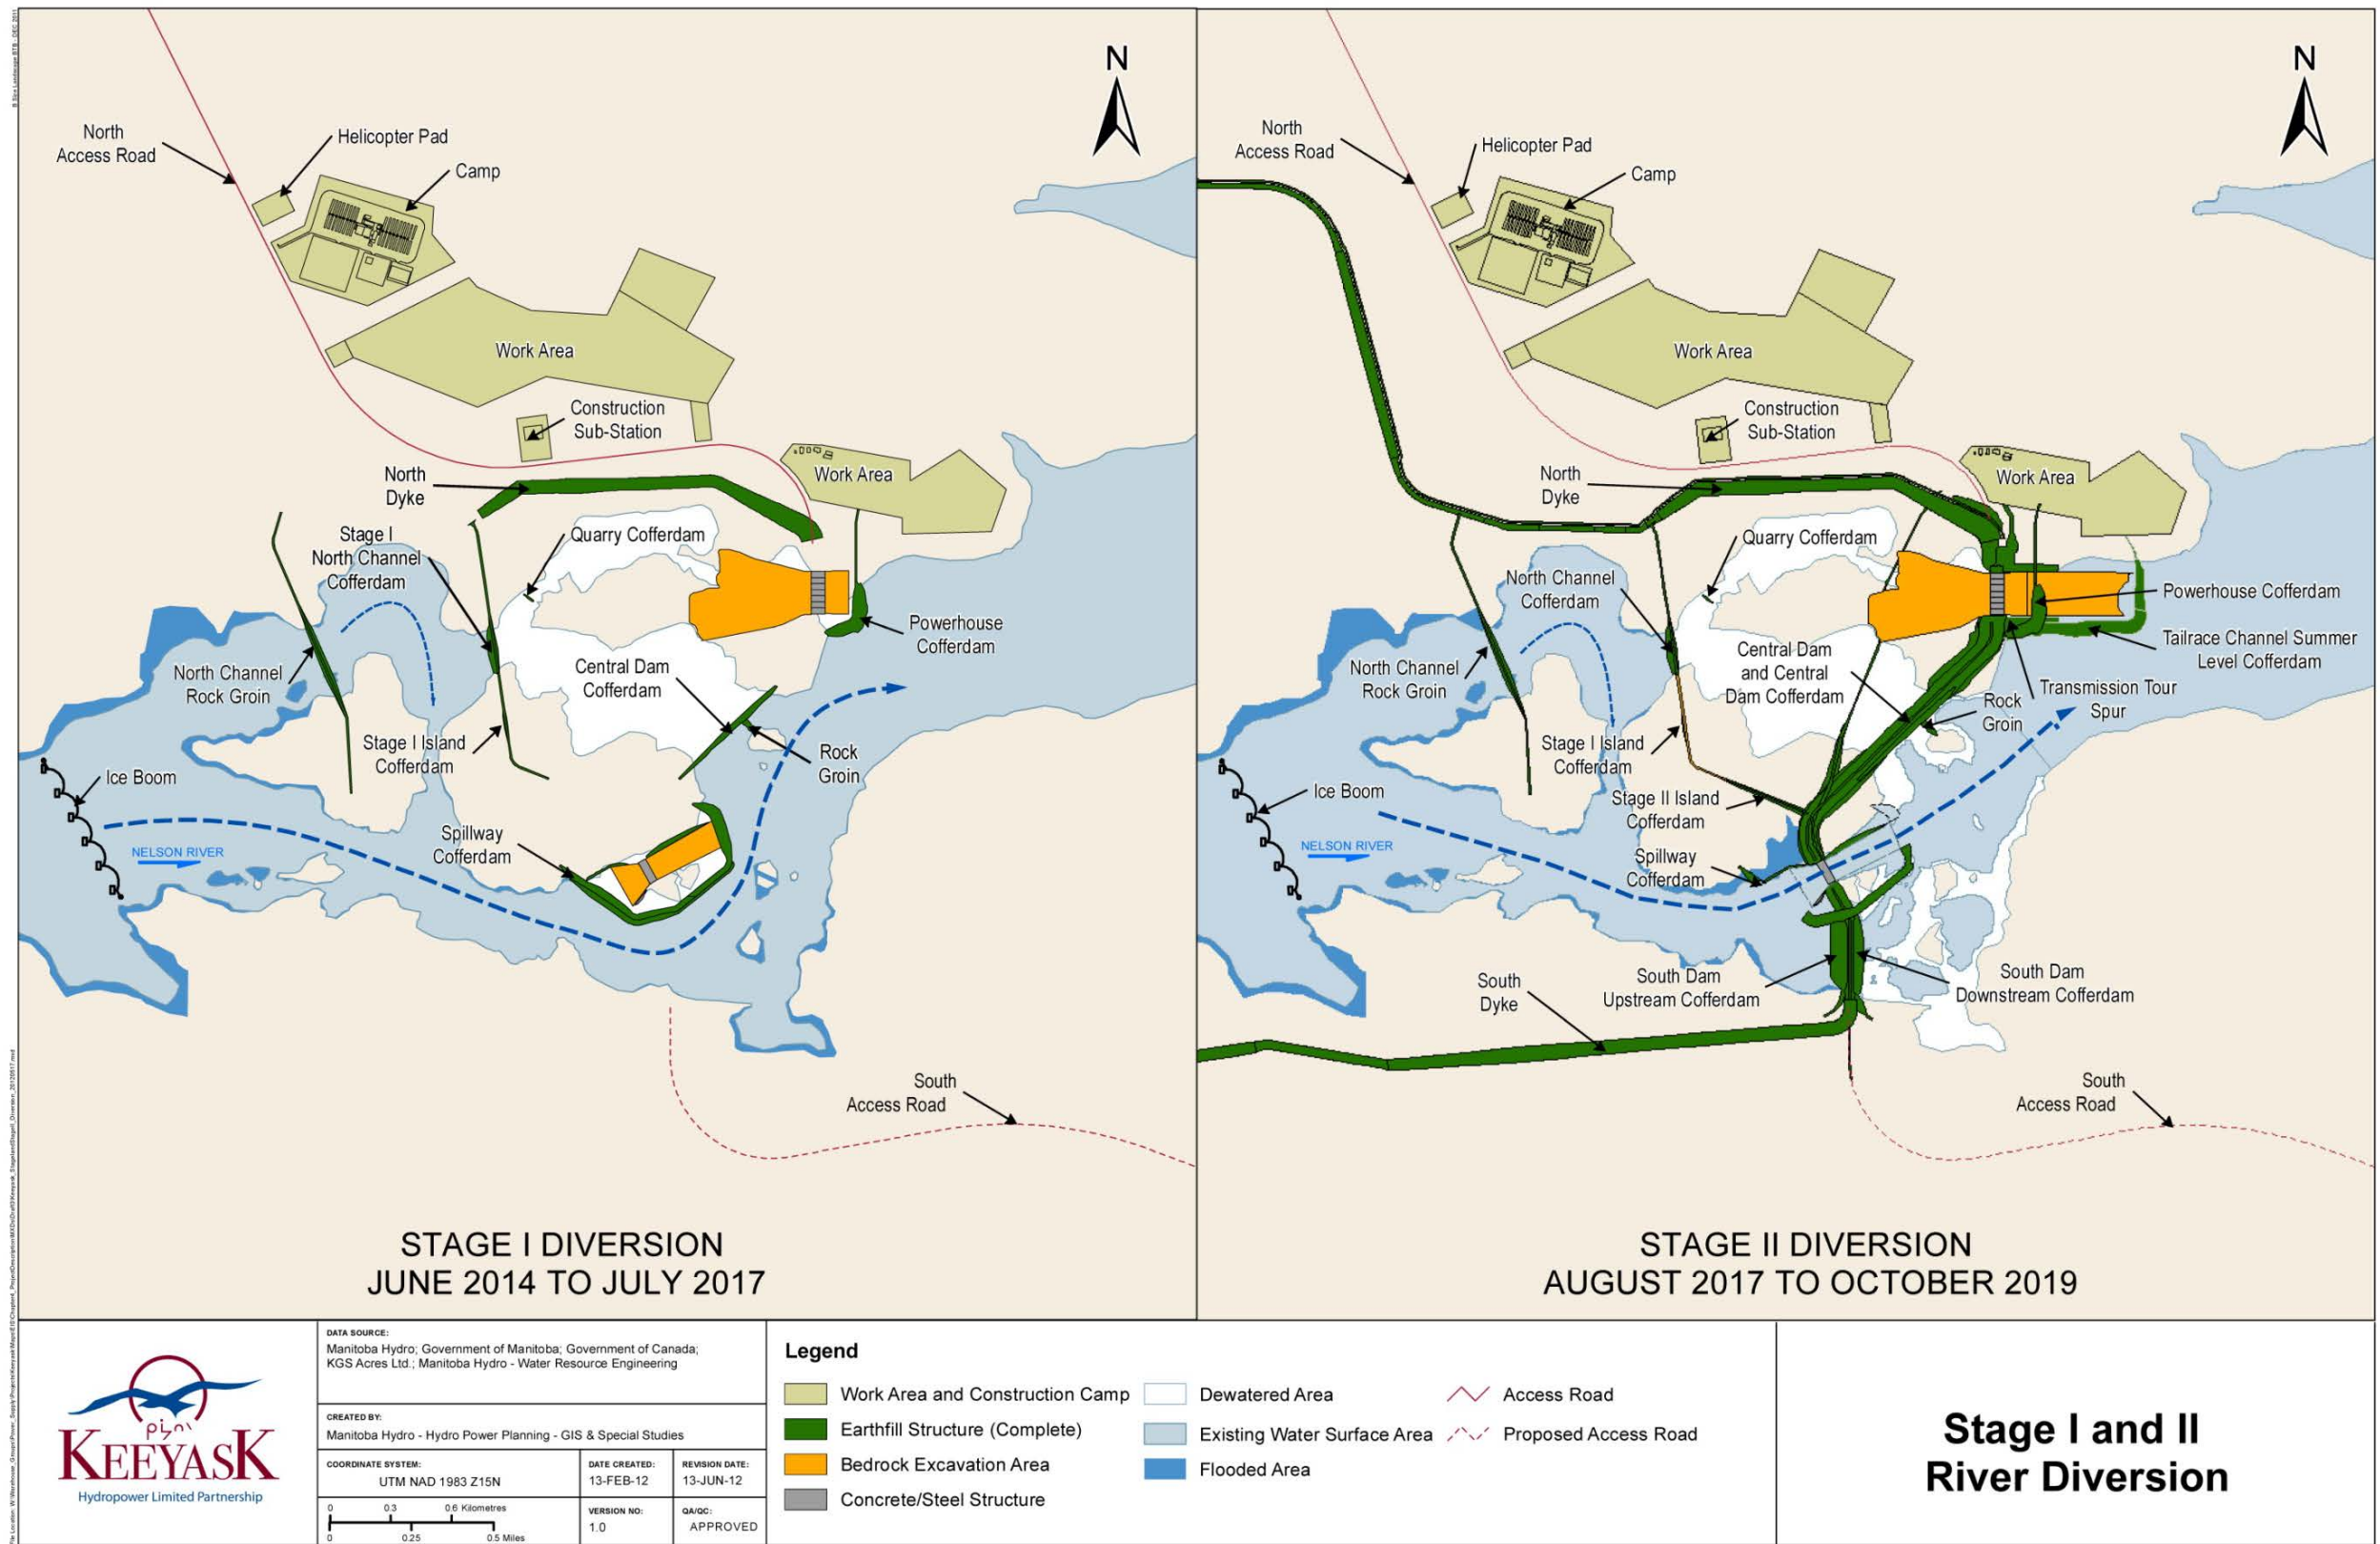 N
North
Access Road
Helicopter Pad
Camp
Work Area
Construction
Sub-Station
North
Dyke
Work Area
Stage I
North Channel
Cofferdam
Quarry Cofferdam
Powerhouse
Cofferdam
North Channel
Rock Groin
Central Dam
Cofferdam
Stage I Island
Cofferdam
Rock
Groin
Ice Boom
NELSON RIVER
Spillway
Cofferdam
South
Access Road
STAGE I DIVERSION
JUNE 2014 TO JULY 2017
N
North
Access Road
Helicopter Pad
Camp
Work Area
Construction
Sub-Station
North
Dyke
Work Area
Quarry Cofferdam
North Channel
Cofferdam
Powerhouse Cofferdam
Tailrace Channel Summer
Level Cofferdam
North Channel
Rock Groin
Central Dam
and Central
Dam Cofferdam
Transmission Tour
Spur
Rock
Groin
Stage I Island
Cofferdam
Ice Boom
Stage II Island
Cofferdam
NELSON RIVER
Spillway
Cofferdam
South
Dyke
South Dam
Upstream Cofferdam
South Dam
Downstream Cofferdam
South
Access Road
STAGE II DIVERSION
AUGUST 2017 TO OCTOBER 2019
KEEYASK
Hydropower Limited Partnership
DATA SOURCE:
Manitoba Hydro; Government of Manitoba; Government of Canada;
KGS Acres Ltd.; Manitoba Hydro - Water Resource Engineering
CREATED BY:
Manitoba Hydro - Hydro Power Planning - GIS & Special Studies
COORDINATE SYSTEM:
UTM NAD 1983 Z15N
DATE CREATED:
13-FEB-12
REVISION DATE:
13-JUN-12
0 0.3 0.6 Kilometres
0 0.25 0.5 Miles
VERSION NO:
1.0
QA/QC:
APPROVED
Legend
Work Area and Construction Camp
Earthfill Structure (Complete)
Bedrock Excavation Area
Concrete/Steel Structure
Dewatered Area
Existing Water Surface Area
Flooded Area
Access Road
Proposed Access Road
Stage I and II
River Diversion